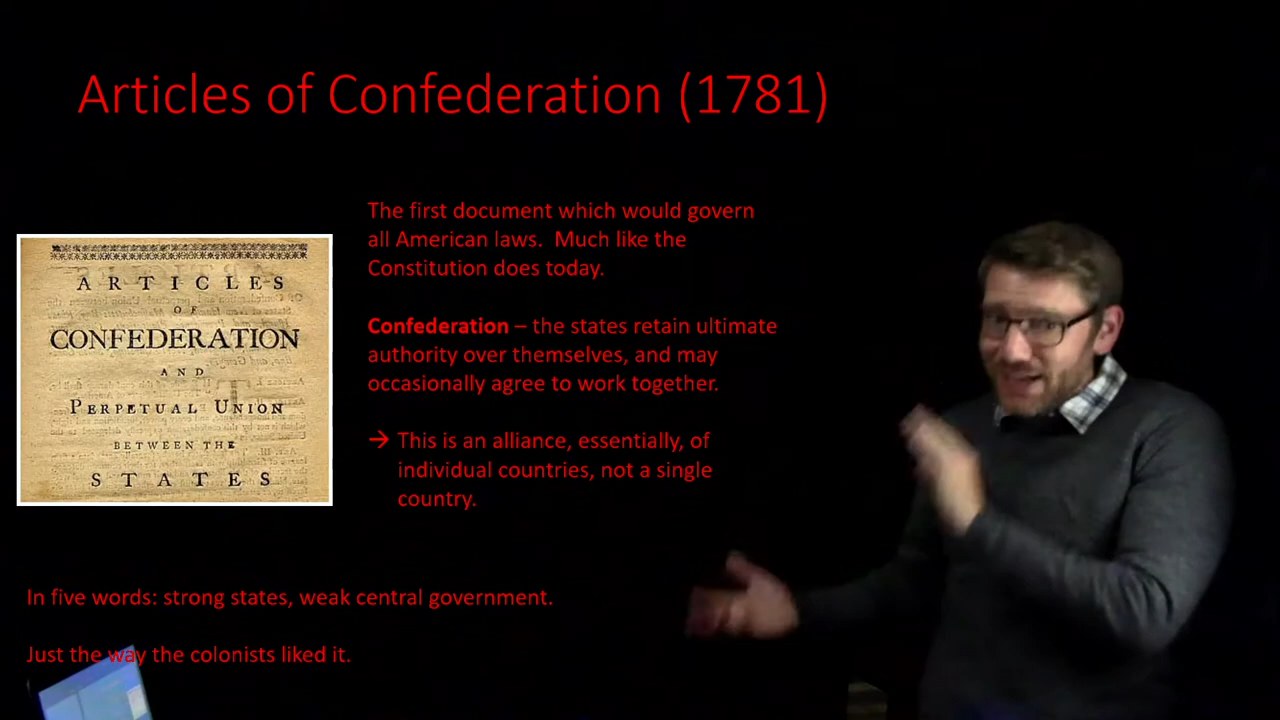 Articles of Confederation (1781)
ARTICLES
OF
CONFEDERATION
AND
PERPETUAL UNION
BETWEEN THE
STATES
The first document which would govern
all American laws.  Much like the
Constitution does today.
Confederation – the states retain ultimate
authority over themselves, and may
occasionally agree to work together.
→ This is an alliance, essentially, of
individual countries, not a single
country.
In five words: strong states, weak central government.
Just the way the colonists liked it.